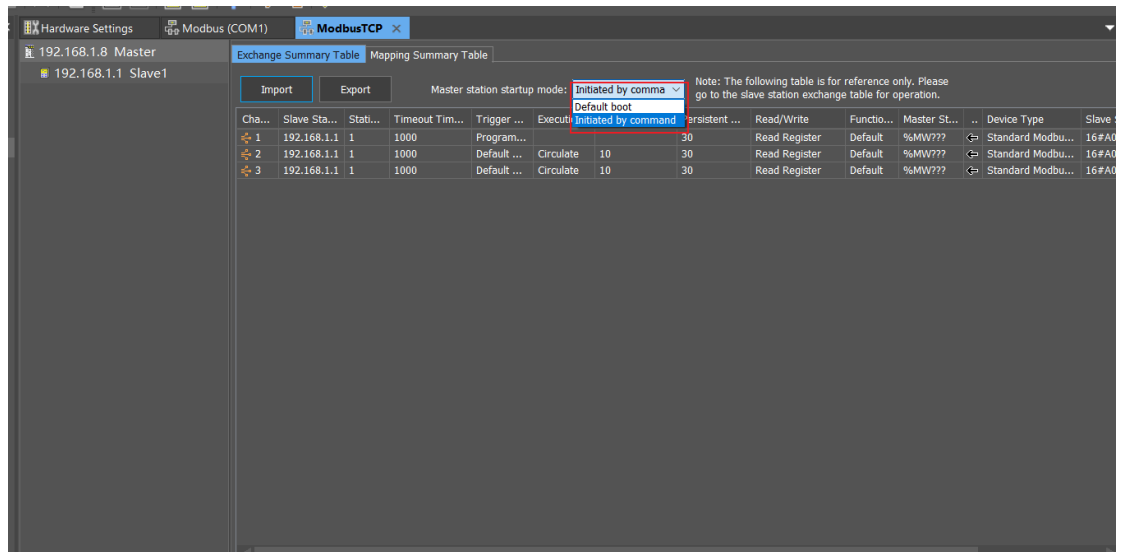 Hardware Settings
Modbus (COM1)
ModbusTCP
192.168.1.8 Master
192.168.1.1 Slave1
Exchange Summary Table
Mapping Summary Table
Import
Export
Master station startup mode:
Initiated by comma
Note: The following table is for reference only. Please
go to the slave station exchange table for operation.
Default boot
Initiated by command
Cha... Slave Sta... Stati... Timeout Tim... Trigger ... Executi Persistent ... Read/Write Functio... Master St... .. Device Type Slave
1 192.168.1.1 1 1000 Program... 30 Read Register Default %MW??? Standard Modbu... 16#A0
2 192.168.1.1 1 1000 Default ... Circulate 10 30 Read Register Default %MW??? Standard Modbu... 16#A0
3 192.168.1.1 1 1000 Default ... Circulate 10 30 Read Register Default %MW??? Standard Modbu... 16#A0